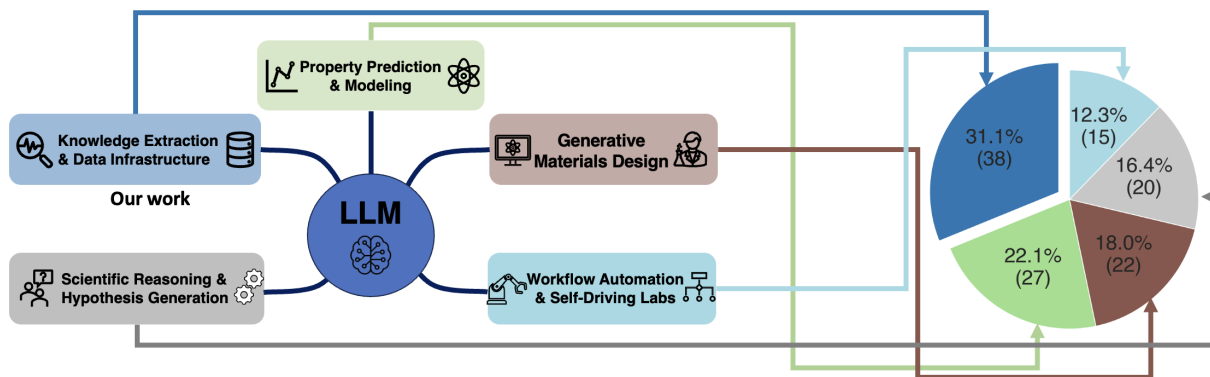 Property Prediction
& Modeling
Knowledge Extraction
& Data Infrastructure
Our work
Generative
Materials Design
LLM
Scientific Reasoning &
Hypothesis Generation
?
Workflow Automation
& Self-Driving Labs
31.1%
(38)
12.3%
(15)
16.4%
(20)
18.0%
(22)
22.1%
(27)